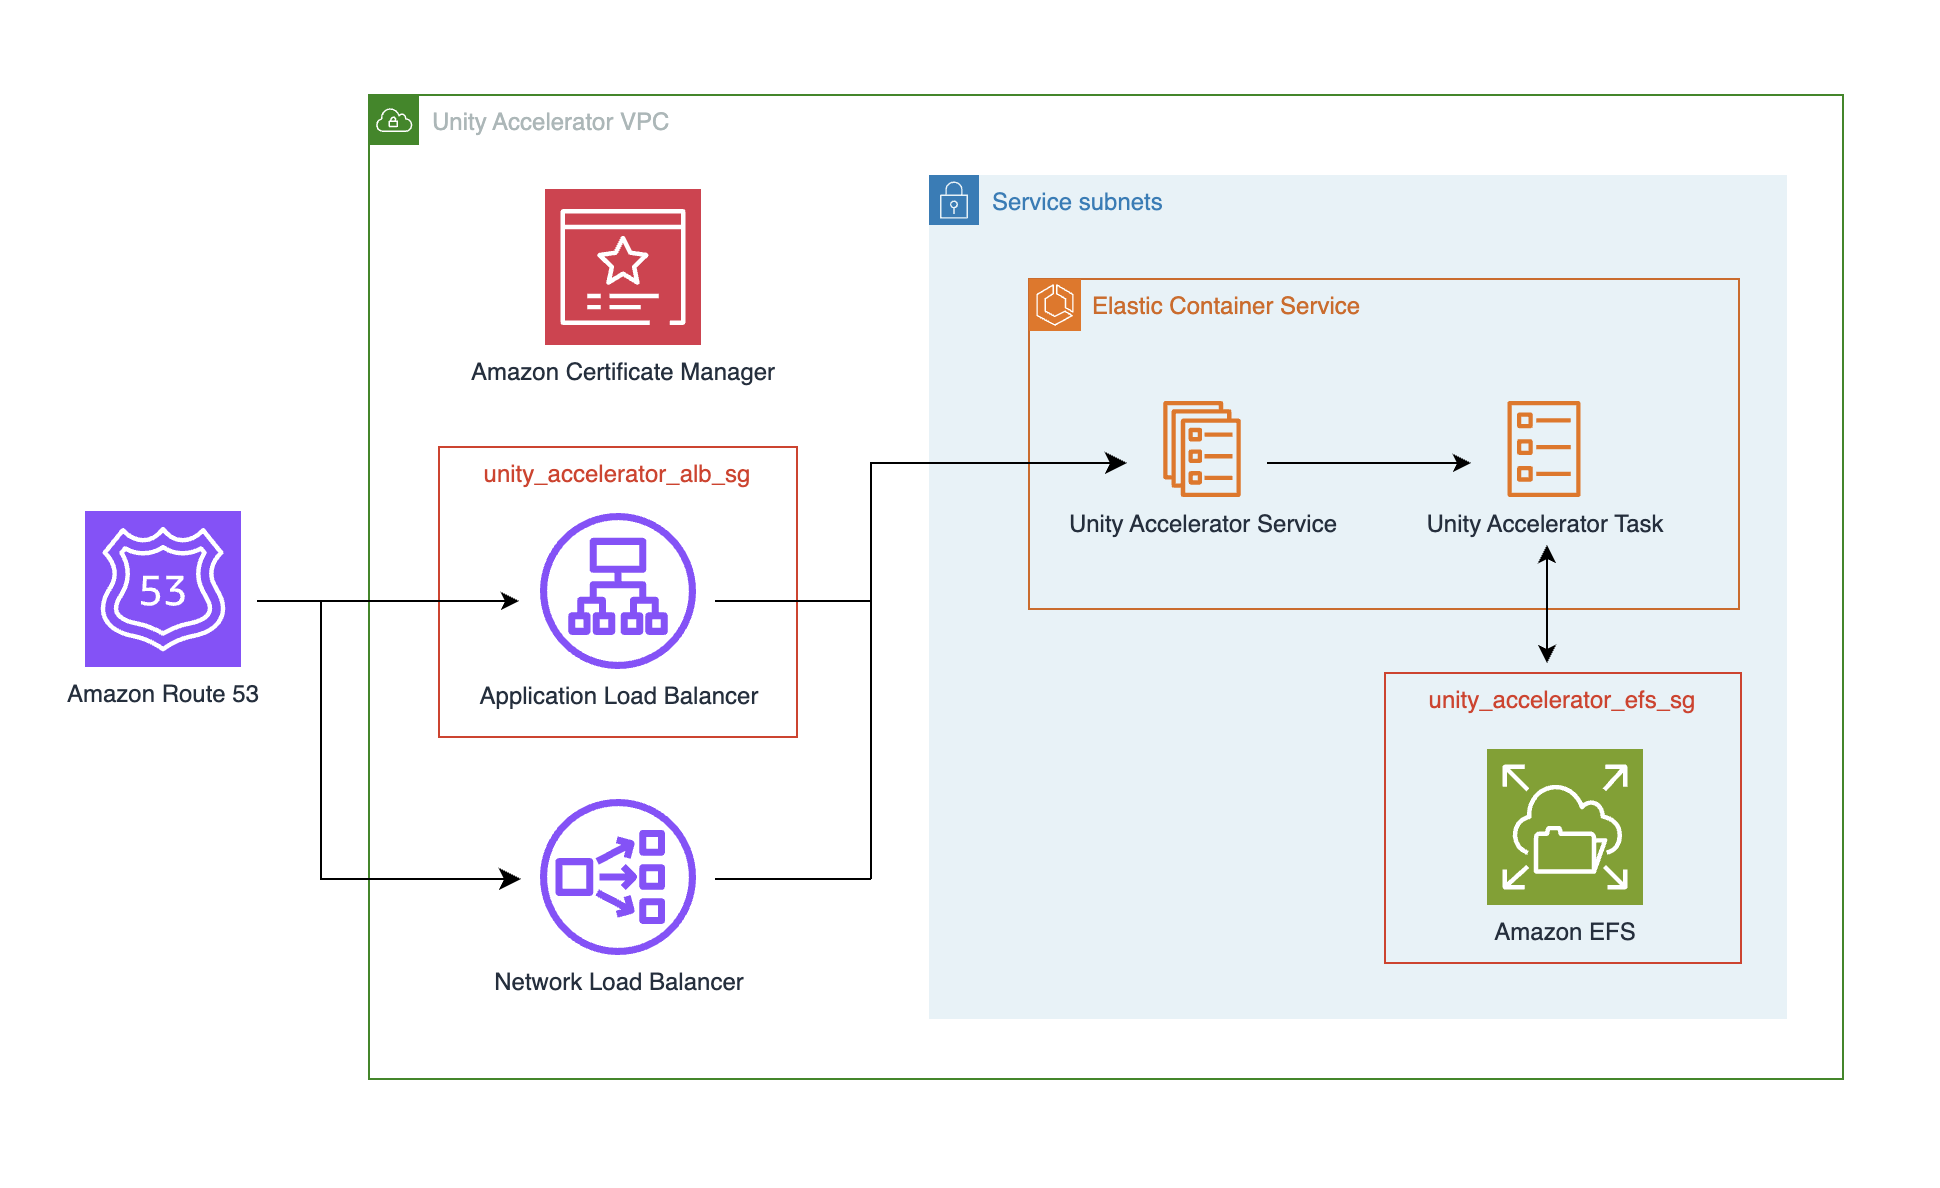 Unity Accelerator VPC
Service subnets
Elastic Container Service
Amazon Certificate Manager
unity_accelerator_alb_sg
Unity Accelerator Service
Unity Accelerator Task
53
Amazon Route 53
Application Load Balancer
unity_accelerator_efs_sg
Amazon EFS
Network Load Balancer